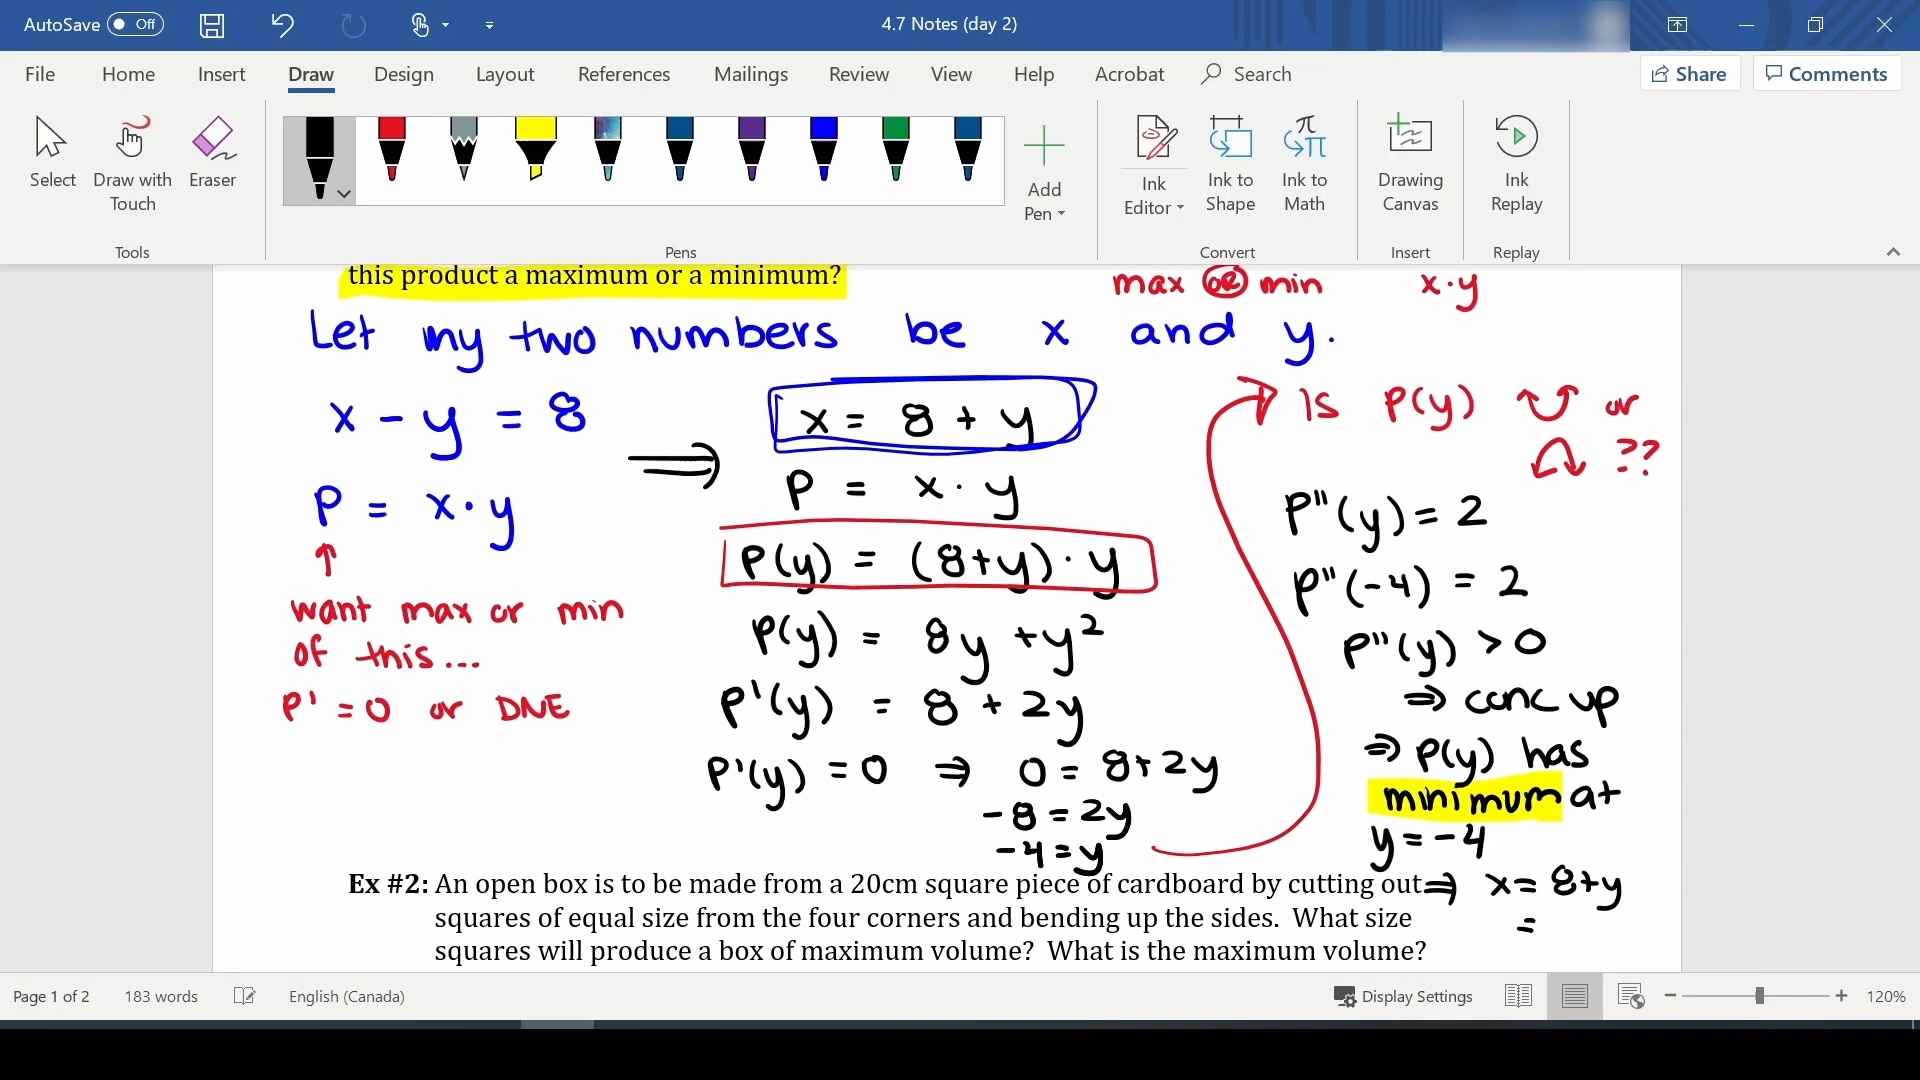 AutoSave Off 4.7 Notes (day 2)
File Home Insert Draw Design Layout References Mailings Review View Help Acrobat Search Share Comments
Select Draw with Touch Eraser
Add Pen
Ink Editor Ink to Shape Ink to Math
Drawing Canvas
Ink Replay
Tools Pens Convert Insert Replay
this product a maximum or a minimum?
max OR min x·y
Let my two numbers be x and y.
x - y = 8
P = x·y
↑
want max or min
of this...
P' = 0 or DNE
⇒
x = 8 + y
P = x·y
P(y) = (8+y)·y
P(y) = 8y + y²
P'(y) = 8 + 2y
P'(y) = 0 ⇒ 0 = 8+2y
-8 = 2y
-4 = y
Is P(y) or
??
P''(y) = 2
P''(-4) = 2
P''(y) > 0
⇒ conc up
⇒ P(y) has
minimum at
y = -4
⇒ x = 8+y
=
Ex #2: An open box is to be made from a 20cm square piece of cardboard by cutting out
squares of equal size from the four corners and bending up the sides. What size
squares will produce a box of maximum volume? What is the maximum volume?
Page 1 of 2 183 words English (Canada) Display Settings 120%